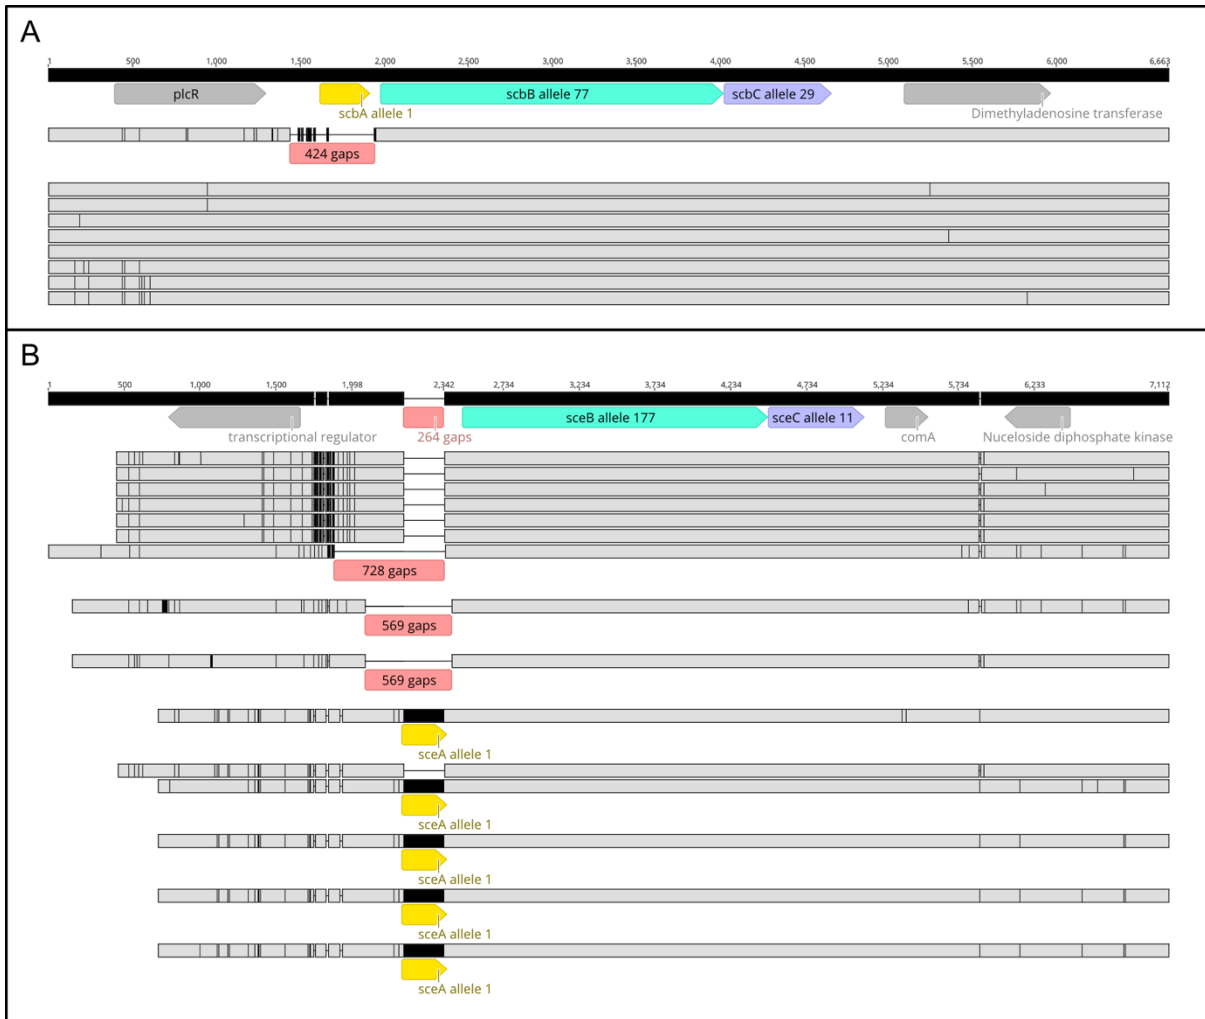 A
1 500 1,000 1,500 2,000 2,500 3,000 3,500 4,000 4,500 5,000 5,500 6,000 6,663
plcR scbB allele 77 scbC allele 29
scbA allele 1 Dimethyladenosine transferase
424 gaps
B
1 500 1,000 1,500 1,998 2,342 2,734 3,234 3,734 4,234 4,734 5,234 5,734 6,233 7,112
sceB allele 177 sceC allele 11
transcriptional regulator 264 gaps comA Nuceloside diphosphate kinase
728 gaps
569 gaps
569 gaps
sceA allele 1
sceA allele 1
sceA allele 1
sceA allele 1
sceA allele 1